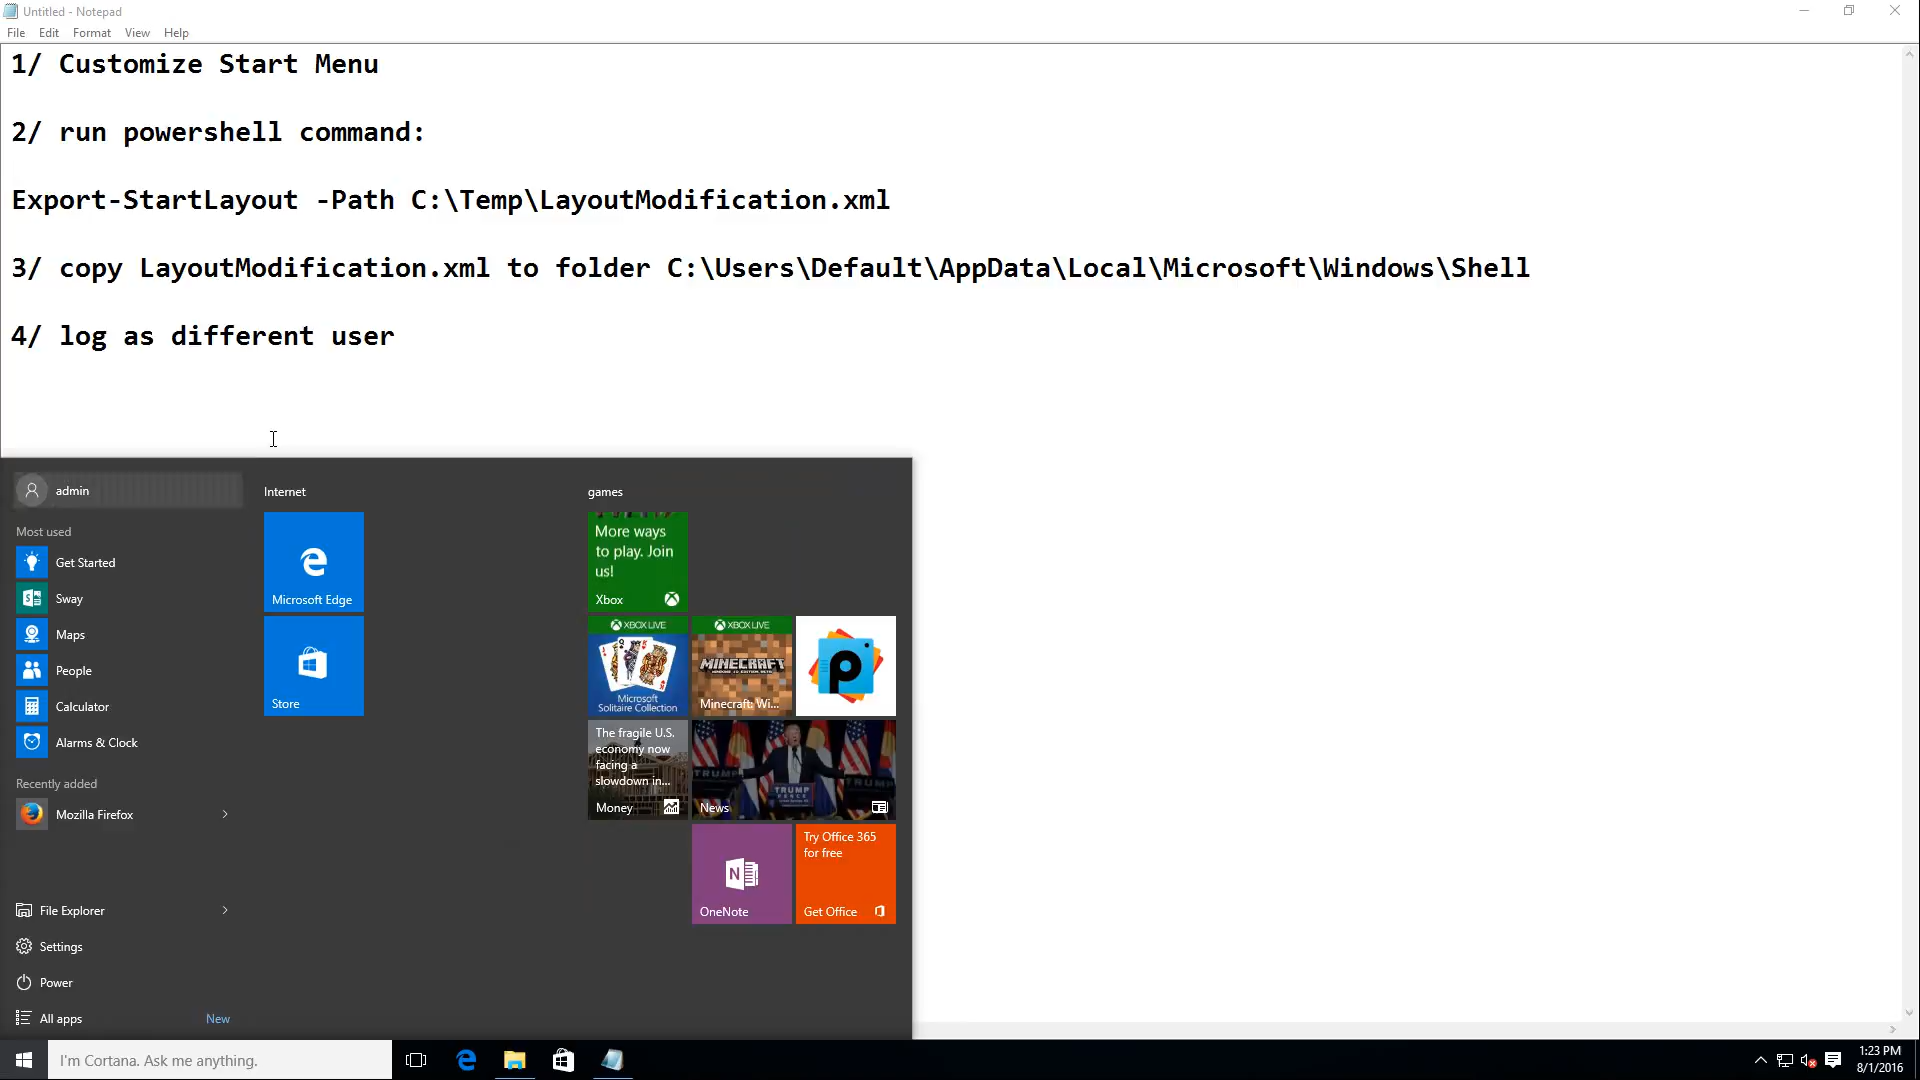 Untitled - Notepad
File Edit Format View Help
1/ Customize Start Menu
2/ run powershell command:
Export-StartLayout -Path C:\Temp\LayoutModification.xml
3/ copy LayoutModification.xml to folder C:\Users\Default\AppData\Local\Microsoft\Windows\Shell
4/ log as different user
admin
Most used
Get Started
Sway
Maps
People
Calculator
Alarms & Clock
Recently added
Mozilla Firefox
File Explorer
Settings
Power
All apps New
Internet
Microsoft Edge
Store
games
More ways
to play. Join
us!
Xbox
XBOX LIVE
Microsoft
Solitaire Collection
XBOX LIVE
MINECRAFT
Minecraft: Wi...
The fragile U.S.
economy now
facing a
slowdown in...
Money
TRUMP
TRUMP
PENCE
News
N
OneNote
Try Office 365
for free
Get Office
I'm Cortana. Ask me anything.
1:23 PM
8/1/2016